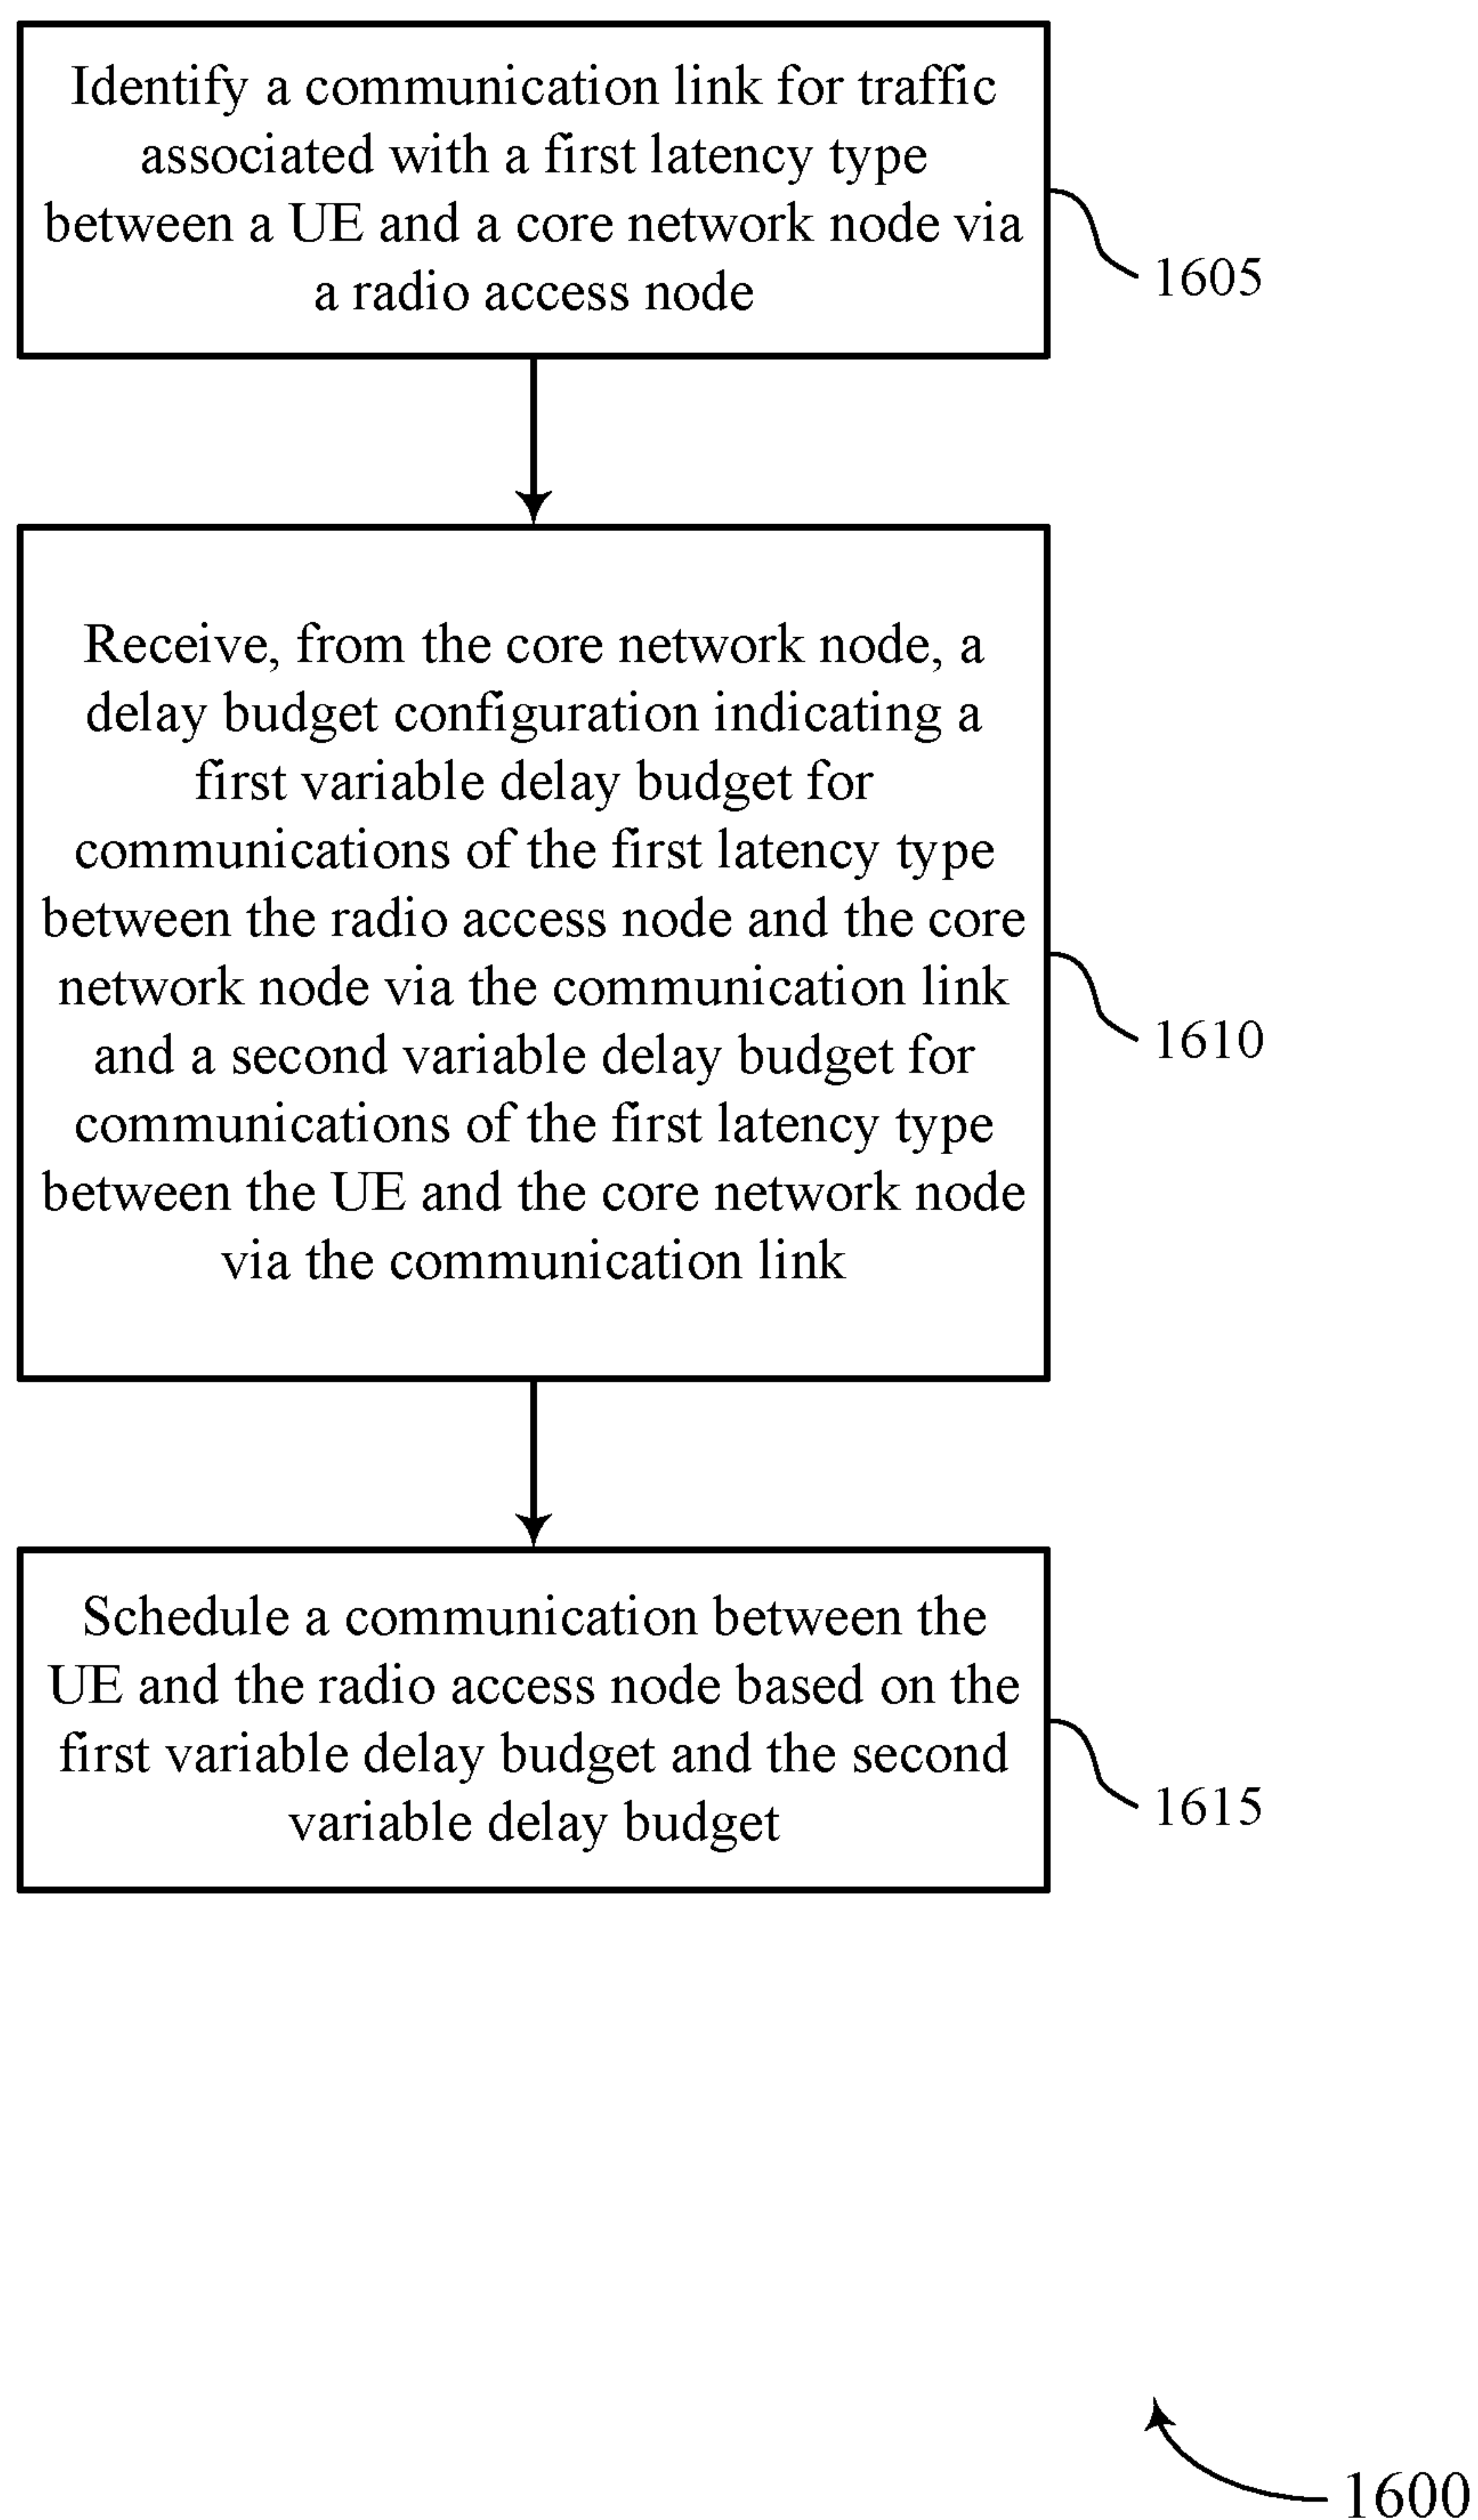 Identify a communication link for traffic
associated with a first latency type
between a UE and a core network node via
a radio access node
1605
Receive, from the core network node, a
delay budget configuration indicating a
first variable delay budget for
communications of the first latency type
between the radio access node and the core
network node via the communication link
and a second variable delay budget for
communications of the first latency type
between the UE and the core network node
via the communication link
1610
Schedule a communication between the
UE and the radio access node based on the
first variable delay budget and the second
variable delay budget
1615
1600